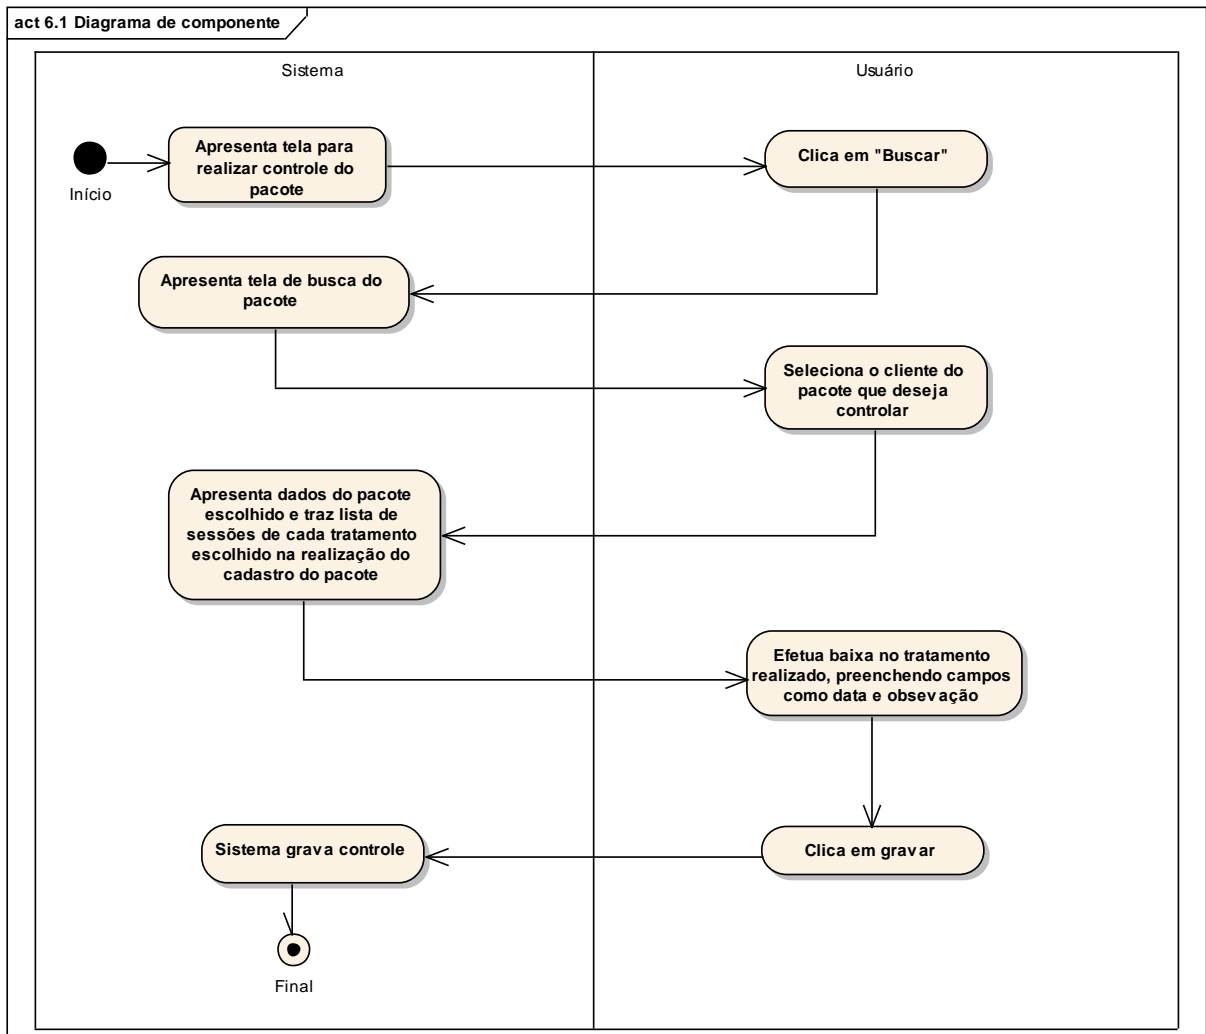 act 6.1 Diagrama de componente
Sistema
Usuário
Início
Apresenta tela para
realizar controle do
pacote
Clica em "Buscar"
Apresenta tela de busca do
pacote
Seleciona o cliente do
pacote que deseja
controlar
Apresenta dados do pacote
escolhido e traz lista de
sessões de cada tratamento
escolhido na realização do
cadastro do pacote
Efetua baixa no tratamento
realizado, preenchendo campos
como data e obsevação
Clica em gravar
Sistema grava controle
Final